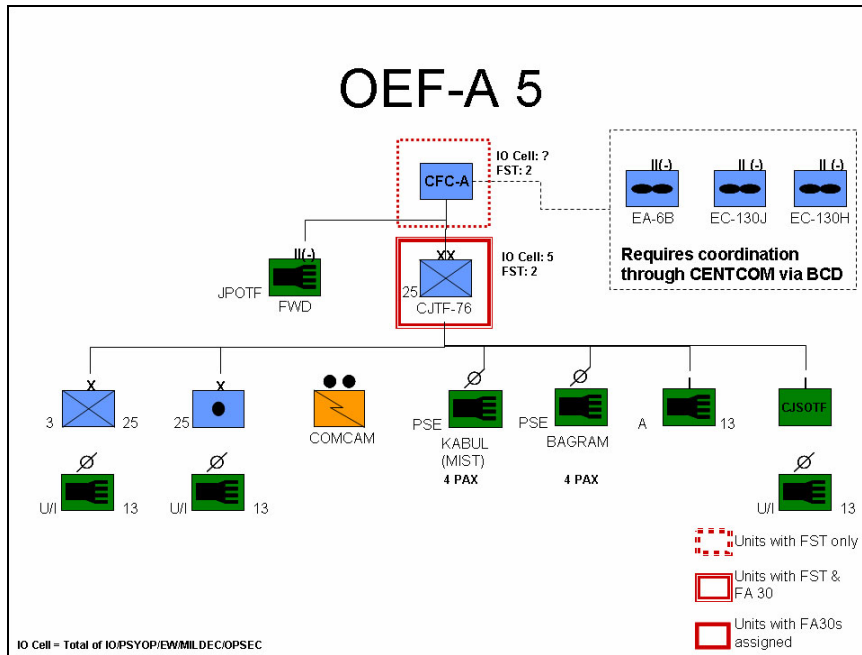 OEF-A 5
IO Cell: ?
FST: 2
CFC-A
II(-)
II(-)
II(-)
EA-6B
EC-130J
EC-130H
Requires coordination
through CENTCOM via BCD
II(-)
JPOTF
FWD
XX
25
CJTF-76
IO Cell: 5
FST: 2
X
3
25
X
25
COMCAM
PSE
KABUL
(MIST)
4 PAX
PSE
BAGRAM
4 PAX
I
A
13
I
CJSOTF
U/I
13
U/I
13
U/I
13
Units with FST only
Units with FST &
FA 30
Units with FA30s
assigned
IO Cell = Total of IO/PSYOP/EW/MILDEC/OPSEC